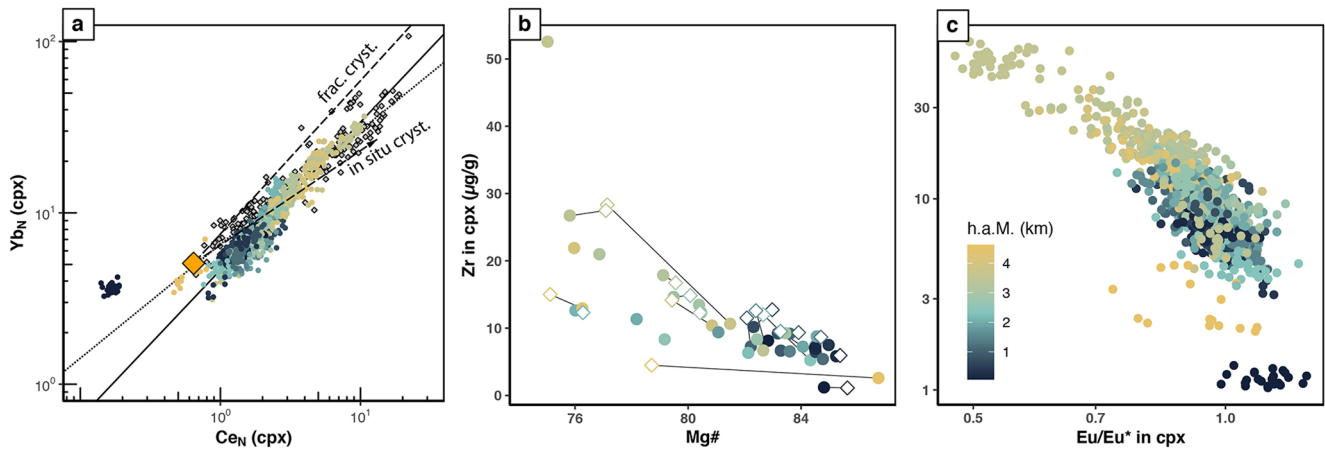 a
10²
10¹
10⁰
Yb_N (cpx)
frac. cryst.
in situ cryst.
10⁰
10¹
Ce_N (cpx)
b
50
40
30
20
10
0
Zr in cpx (µg/g)
76
80
84
Mg#
c
30
10
3
1
h.a.M. (km)
4
3
2
1
0.5
0.7
1.0
Eu/Eu* in cpx